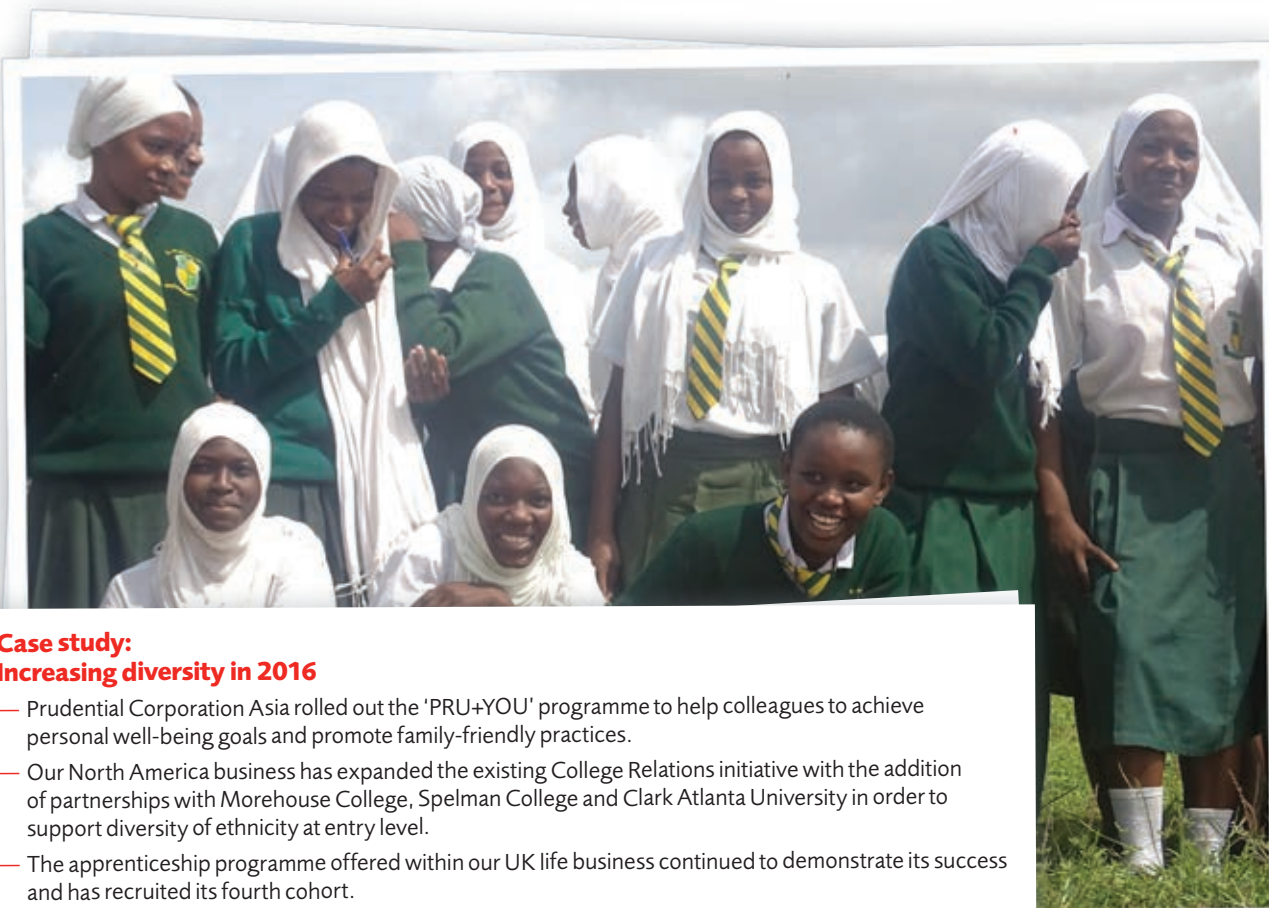 Case study:
Increasing diversity in 2016
— Prudential Corporation Asia rolled out the ‘PRU+YOU’ programme to help colleagues to achieve
personal well-being goals and promote family-friendly practices.
— Our North America business has expanded the existing College Relations initiative with the addition
of partnerships with Morehouse College, Spelman College and Clark Atlanta University in order to
support diversity of ethnicity at entry level.
— The apprenticeship programme offered within our UK life business continued to demonstrate its success
and has recruited its fourth cohort.